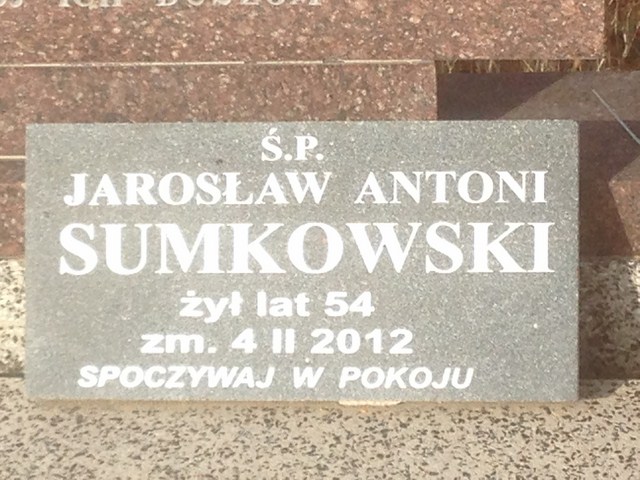 Ś.P.
JAROSŁAW ANTONI
SUMKOWSKI
żył lat 54
zm. 4 II 2012
SPOCZYWAJ W POKOJU